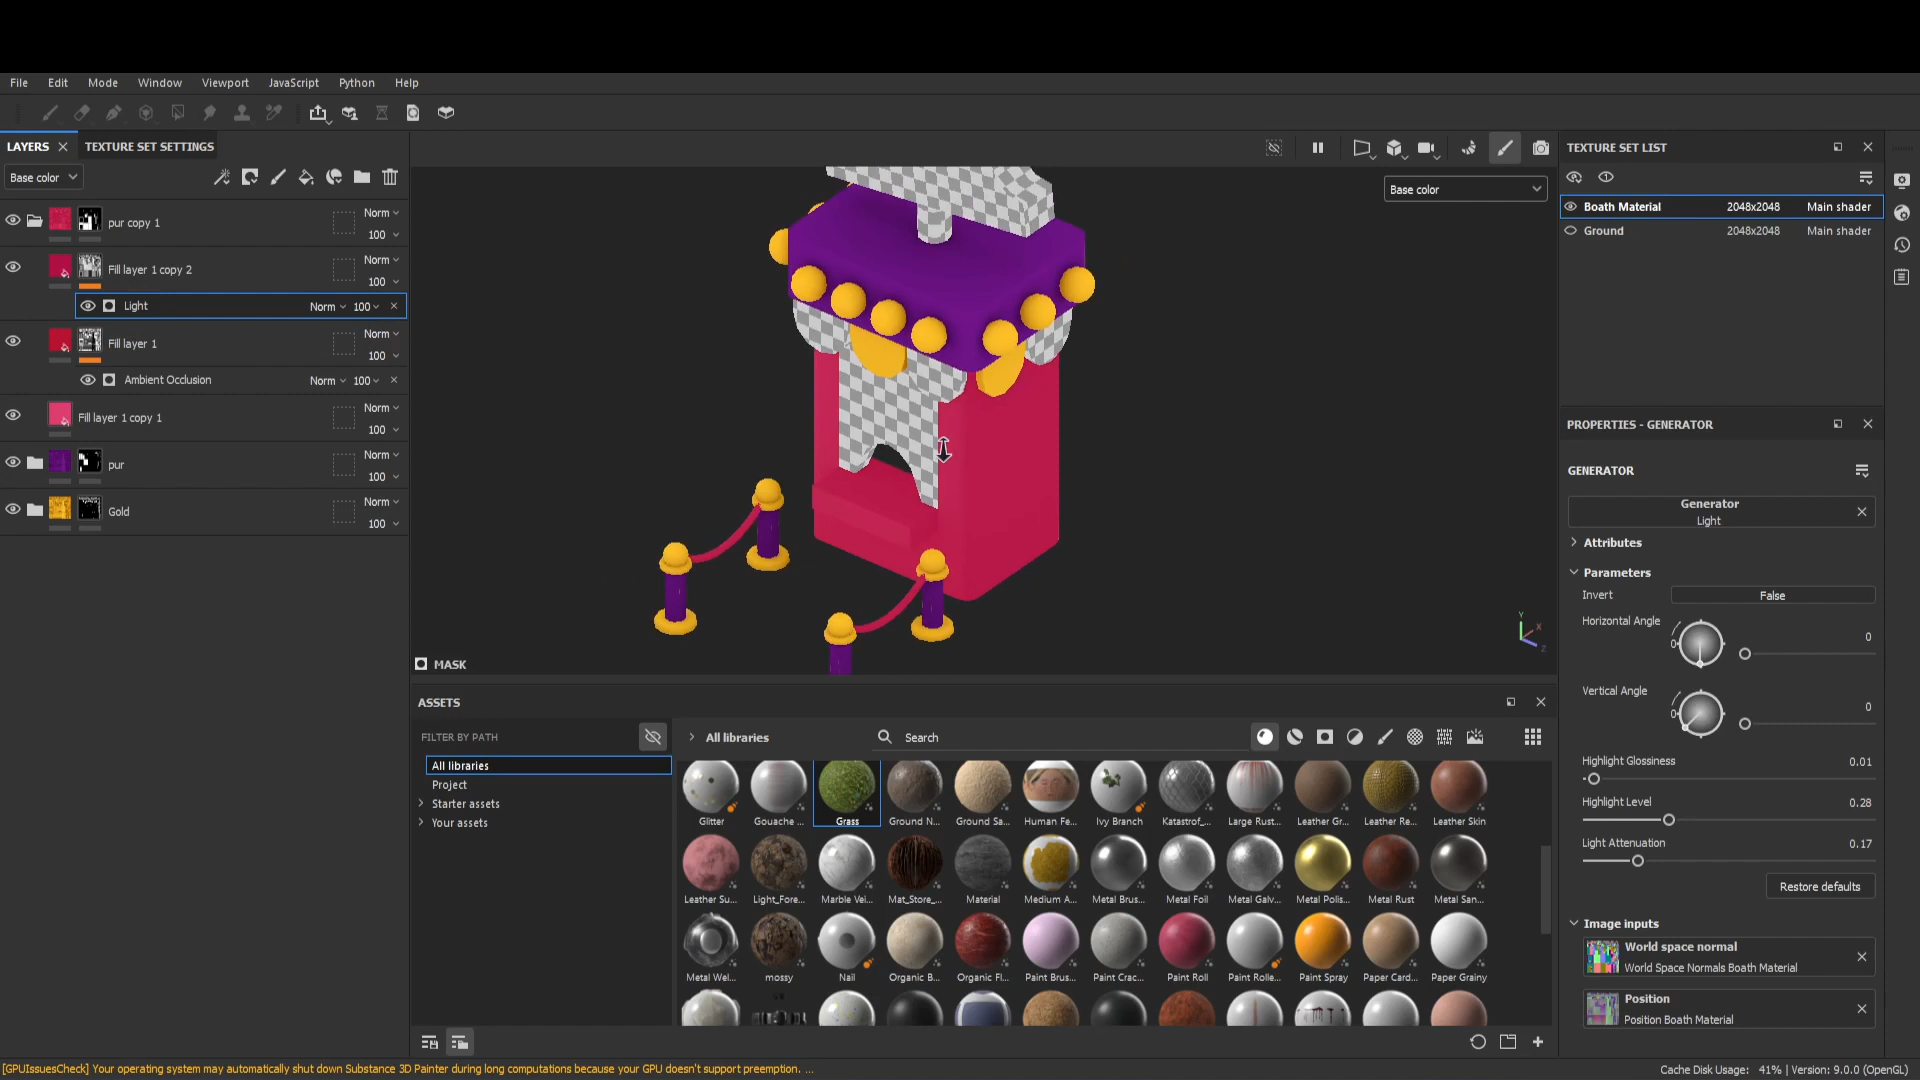 File Edit Mode Window Viewport JavaScript Python Help
LAYERS TEXTURE SET SETTINGS
Base color
pur copy 1 Norm
100
Fill layer 1 copy 2 Norm
100
Light Norm 100
Fill layer 1 Norm
100
Ambient Occlusion Norm 100
Fill layer 1 copy 1 Norm
100
pur Norm
100
Gold Norm
100
Base color
Y
X
Z
MASK
ASSETS
FILTER BY PATH
All libraries
Project
Starter assets
Your assets
All libraries Search
Glitter Gouache ... Grass Ground N... Ground Sa... Human Fe... Ivy Branch Katastrof_... Large Rust... Leather Gr... Leather Re... Leather Skin
Leather Su... Light_Fore... Marble Vei... Mat_Store_... Material Medium A... Metal Brus... Metal Foil Metal Galv... Metal Polis... Metal Rust Metal San...
Metal Wel... mossy Nail Organic B... Organic Fl... Paint Brus... Paint Crac... Paint Roll Paint Rolle... Paint Spray Paper Card... Paper Grainy
TEXTURE SET LIST
Boath Material 2048x2048 Main shader
Ground 2048x2048 Main shader
PROPERTIES - GENERATOR
GENERATOR
Generator
Light
Attributes
Parameters
Invert False
Horizontal Angle 0 0
Vertical Angle 0 0
Highlight Glossiness 0.01
Highlight Level 0.28
Light Attenuation 0.17
Restore defaults
Image inputs
World space normal
World Space Normals Boath Material
Position
Position Boath Material
[GPUIssuesCheck] Your operating system may automatically shut down Substance 3D Painter during long computations because your GPU doesn't support preemption. ...
Cache Disk Usage: 41% | Version: 9.0.0 (OpenGL)